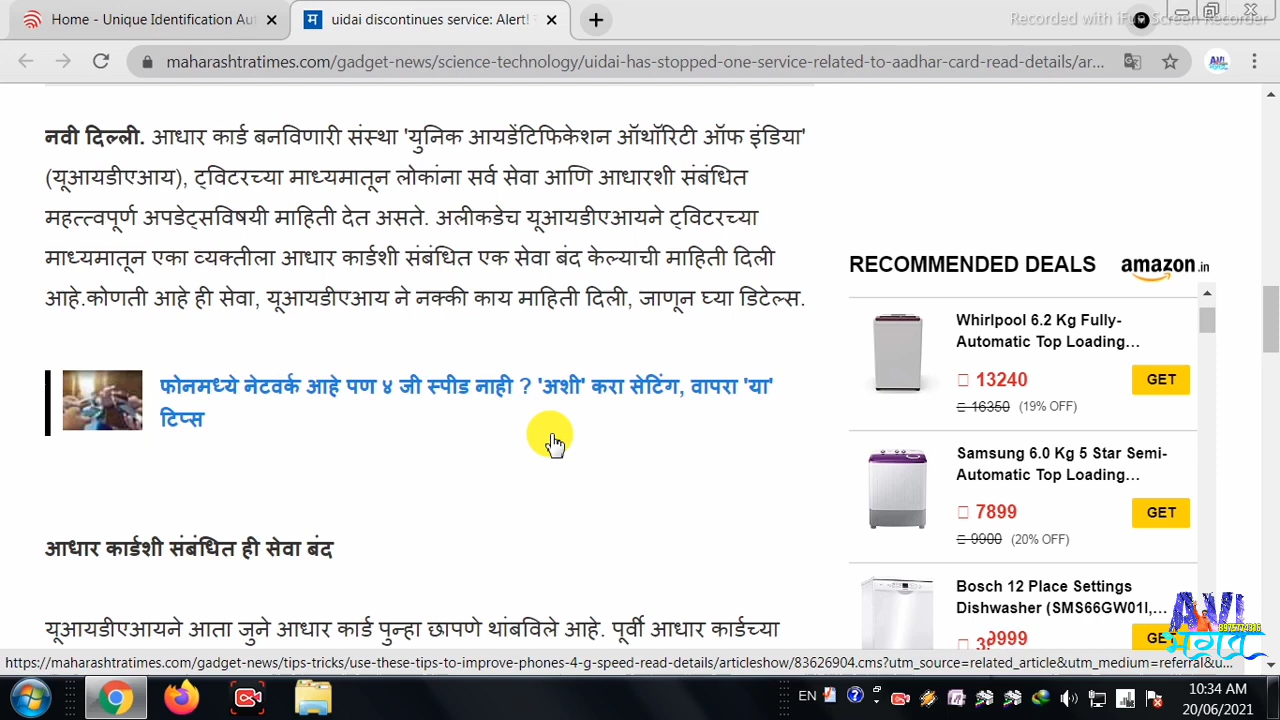 Home - Unique Identification Au
uidai discontinues service: Alert!
Recorded with iFun Screen Recorder
maharashtratimes.com/gadget-news/science-technology/uidai-has-stopped-one-service-related-to-aadhar-card-read-details/ar...
नवी दिल्ली. आधार कार्ड बनविणारी संस्था 'युनिक आयडेंटिफिकेशन ऑथॉरिटी ऑफ इंडिया'
(यूआयडीएआय), ट्विटरच्या माध्यमातून लोकांना सर्व सेवा आणि आधारशी संबंधित
महत्त्वपूर्ण अपडेट्सविषयी माहिती देत असते. अलीकडेच यूआयडीएआयने ट्विटरच्या
माध्यमातून एका व्यक्तीला आधार कार्डशी संबंधित एक सेवा बंद केल्याची माहिती दिली
आहे.कोणती आहे ही सेवा, यूआयडीएआय ने नक्की काय माहिती दिली, जाणून घ्या डिटेल्स.
फोनमध्ये नेटवर्क आहे पण ४ जी स्पीड नाही ? 'अशी' करा सेटिंग, वापरा 'या'
टिप्स
आधार कार्डशी संबंधित ही सेवा बंद
यूआयडीएआयने आता जुने आधार कार्ड पुन्हा छापणे थांबविले आहे. पूर्वी आधार कार्डच्या
RECOMMENDED DEALS amazon.in
Whirlpool 6.2 Kg Fully-
Automatic Top Loading...
13240 GET
16350 (19% OFF)
Samsung 6.0 Kg 5 Star Semi-
Automatic Top Loading...
7899 GET
9900 (20% OFF)
Bosch 12 Place Settings
Dishwasher (SMS66GW01I,...
GET
AVI
8975774316
भगत
https://maharashtratimes.com/gadget-news/tips-tricks/use-these-tips-to-improve-phones-4-g-speed-read-details/articleshow/83626904.cms?utm_source=related_article&utm_medium=referral&u...
EN
10:34 AM
20/06/2021